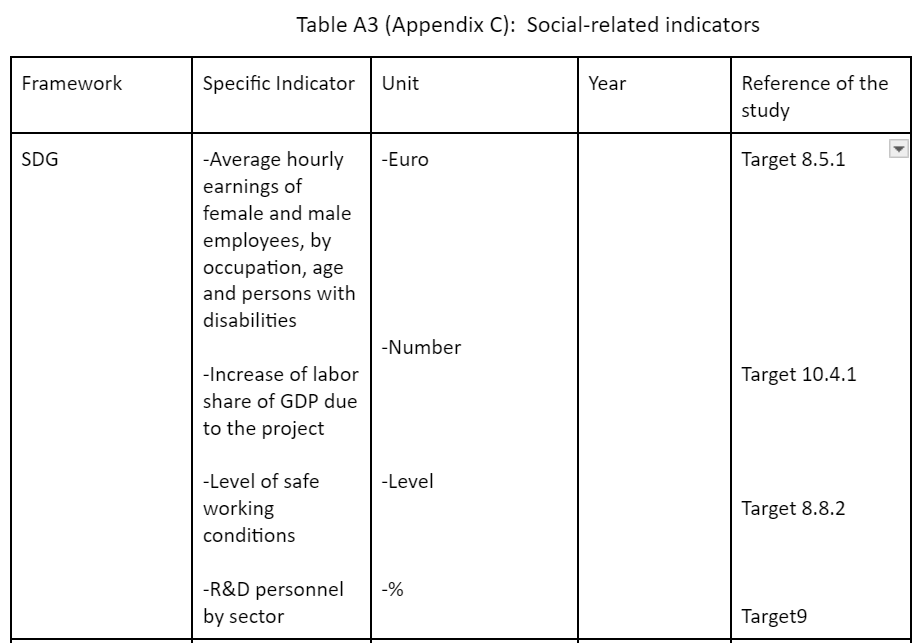 Table A3 (Appendix C):  Social-related indicators
Framework
Specific Indicator
Unit
Year
Reference of the
study
SDG
-Average hourly
earnings of
female and male
employees, by
occupation, age
and persons with
disabilities
-Increase of labor
share of GDP due
to the project
-Level of safe
working
conditions
-R&D personnel
by sector
-Euro
-Number
-Level
-%
Target 8.5.1
Target 10.4.1
Target 8.8.2
Target9